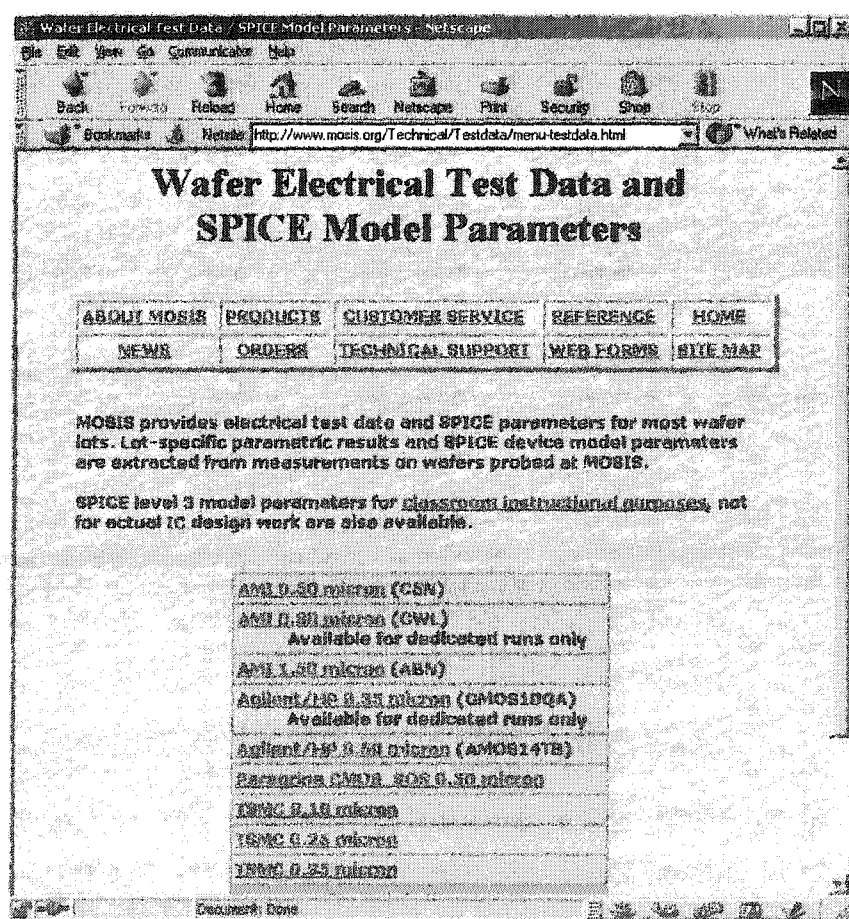 Wafer Electrical Test Data / SPICE Model Parameters - Netscape
File Edit View Go Communicator Help
Back Forward Reload Home Search Netscape Print Security Shop Stop
Bookmarks Netsite: http://www.mosis.org/Technical/Testdata/menu-testdata.html What's Related
Wafer Electrical Test Data and
SPICE Model Parameters
ABOUT MOSIS PRODUCTS CUSTOMER SERVICE REFERENCE HOME
NEWS ORDERS TECHNICAL SUPPORT WEB FORMS SITE MAP
MOSIS provides electrical test data and SPICE parameters for most wafer
lots. Lot-specific parametric results and SPICE device model parameters
are extracted from measurements on wafers probed at MOSIS.
SPICE level 3 model parameters for classroom instructional purposes, not
for actual IC design work are also available.
AMI 0.50 micron (C5N)
AMI 0.80 micron (CWL)
Available for dedicated runs only
AMI 1.50 micron (ABN)
Agilent/HP 0.35 micron (GMOS10QA)
Available for dedicated runs only
Agilent/HP 0.50 micron (AMOS14TB)
Peregrine CMOS SOS 0.50 micron
TSMC 0.18 micron
TSMC 0.25 micron
TSMC 0.35 micron
Document: Done